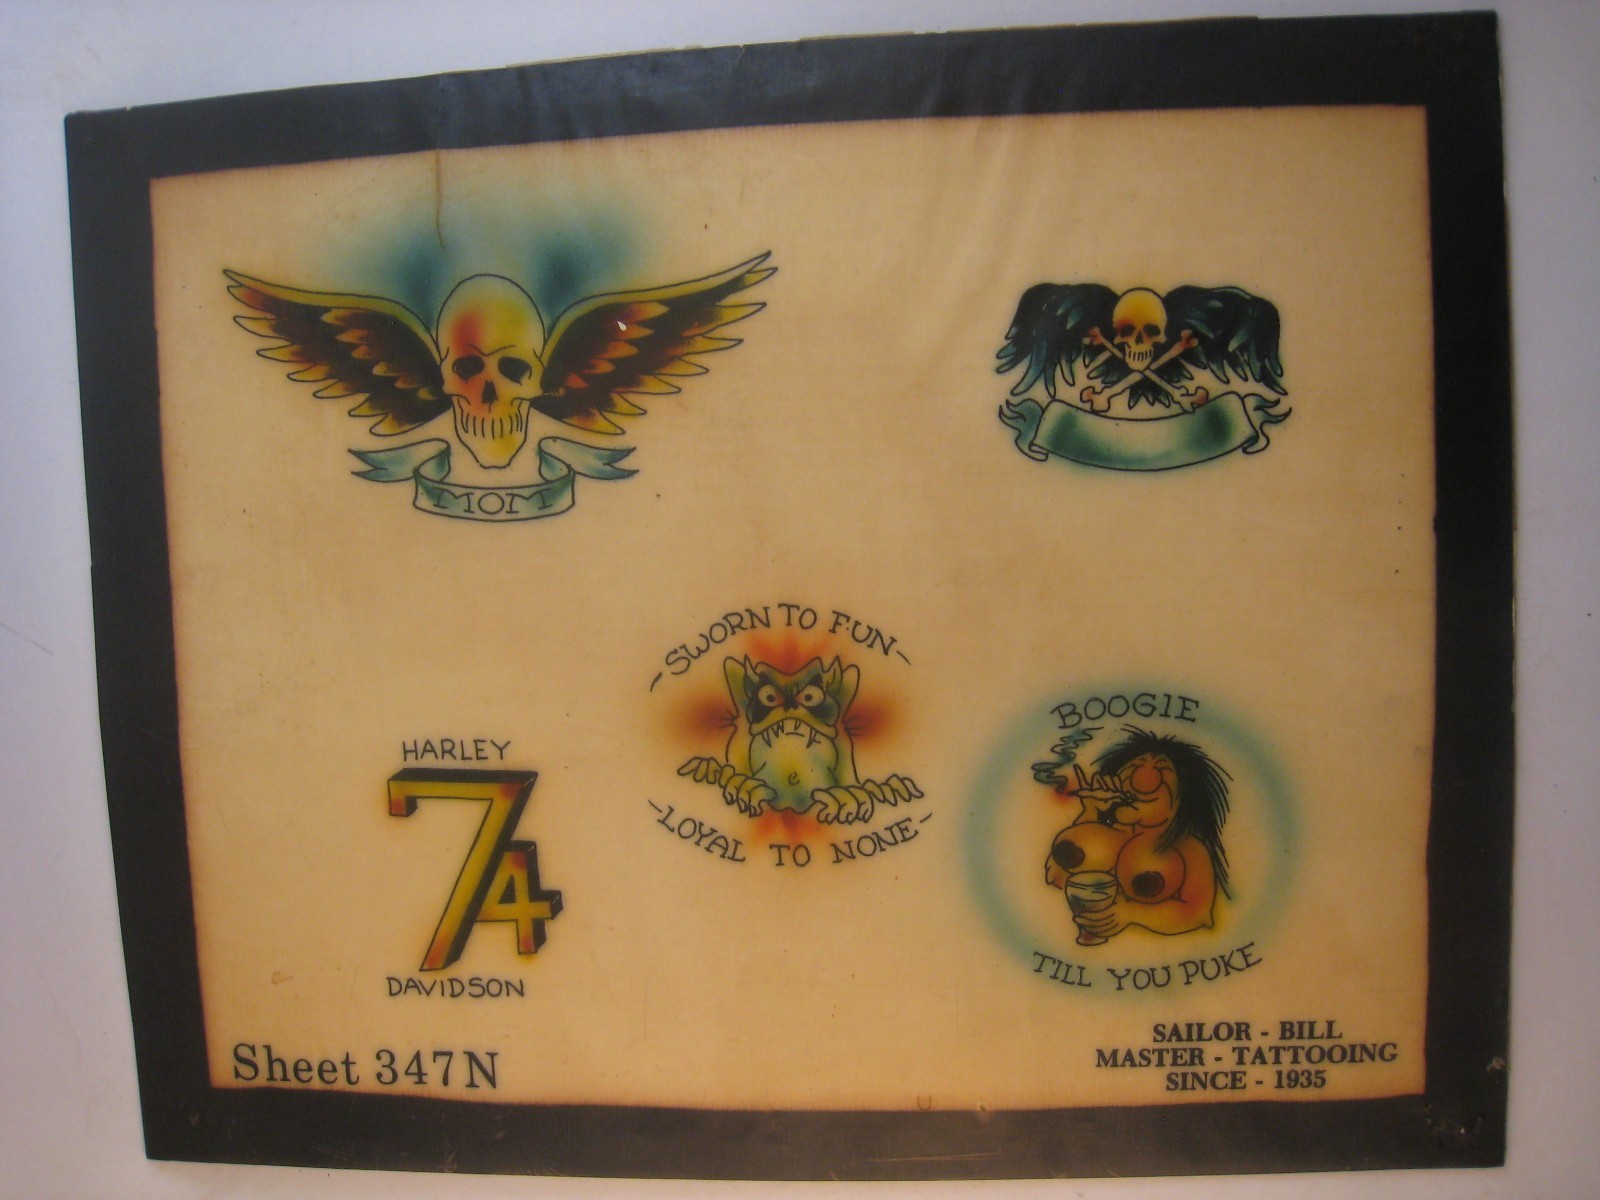 MOM
-SWORN TO FUN-
-LOYAL TO NONE-
HARLEY
74
DAVIDSON
BOOGIE
TILL YOU PUKE
Sheet 347N
SAILOR - BILL
MASTER - TATTOOING
SINCE - 1935